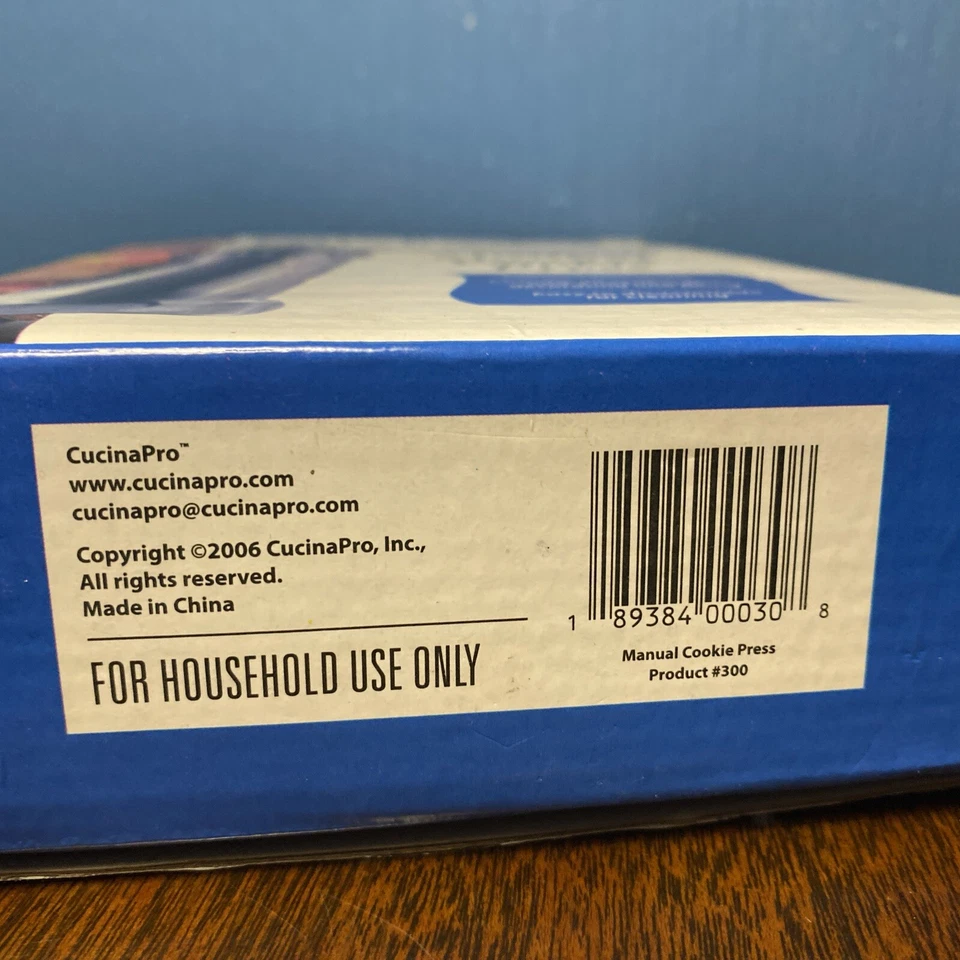 CucinaPro™
www.cucinapro.com
cucinapro@cucinapro.com
Copyright ©2006 CucinaPro, Inc.,
All rights reserved.
Made in China
FOR HOUSEHOLD USE ONLY
1 89384 00030 8
Manual Cookie Press
Product #300